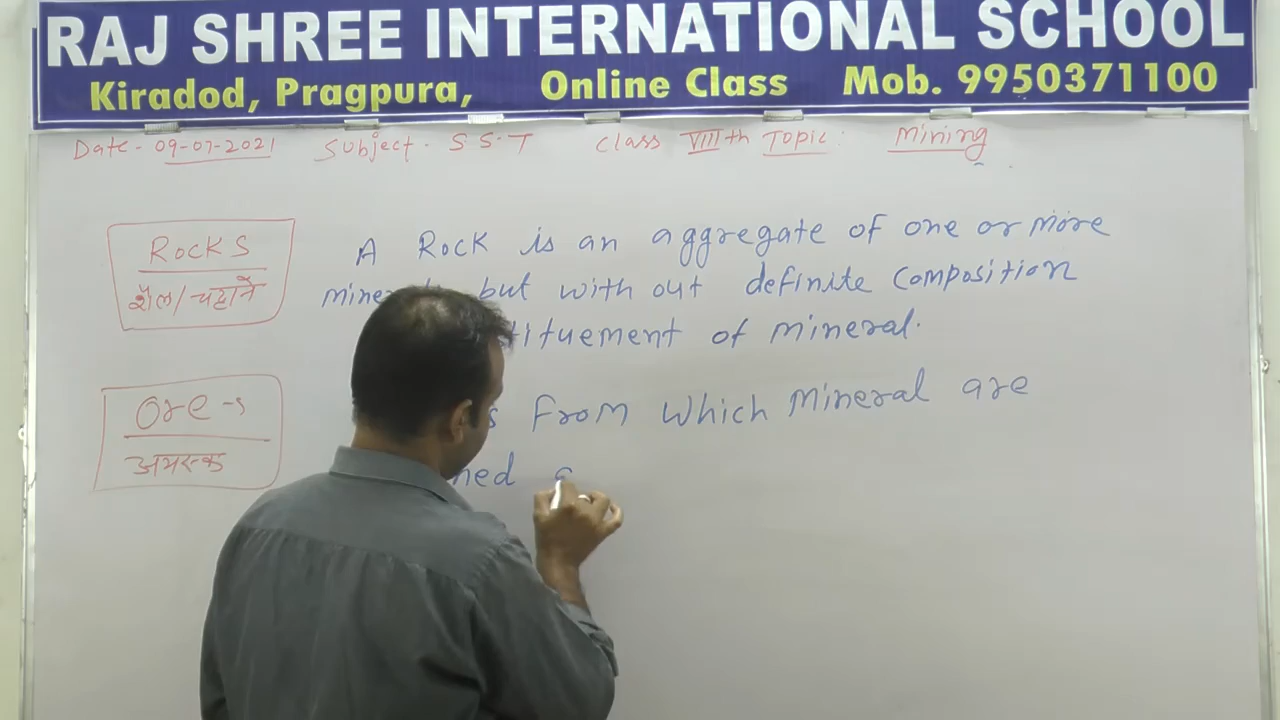 RAJ SHREE INTERNATIONAL SCHOOL
Kiradod, Pragpura, Online Class Mob. 9950371100
Date - 09-07-2021 Subject - S.S.T Class VIIIth Topic: Mining
Rocks
शैल/चट्टाने
A Rock is an aggregate of one or more
but with out definite composition
of mineral.
Ore →
अयस्क
From which mineral are